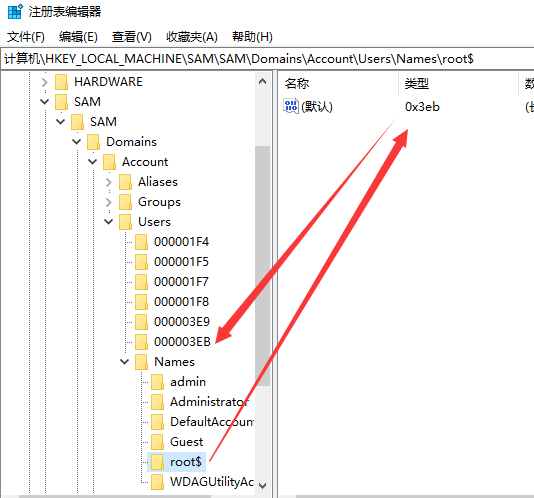 注册表编辑器
文件(F) 编辑(E) 查看(V) 收藏夹(A) 帮助(H)
计算机\HKEY_LOCAL_MACHINE\SAM\SAM\Domains\Account\Users\Names\root$
HARDWARE
SAM
SAM
Domains
Account
Aliases
Groups
Users
000001F4
000001F5
000001F7
000001F8
000003E9
000003EB
Names
admin
Administrator
DefaultAccoun
Guest
root$
WDAGUtilityAc
名称 类型 数
(默认) 0x3eb